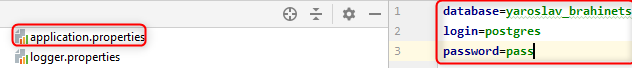 application.properties
logger.properties
1 database=yaroslav_brahinets
2 login=postgres
3 password=pass